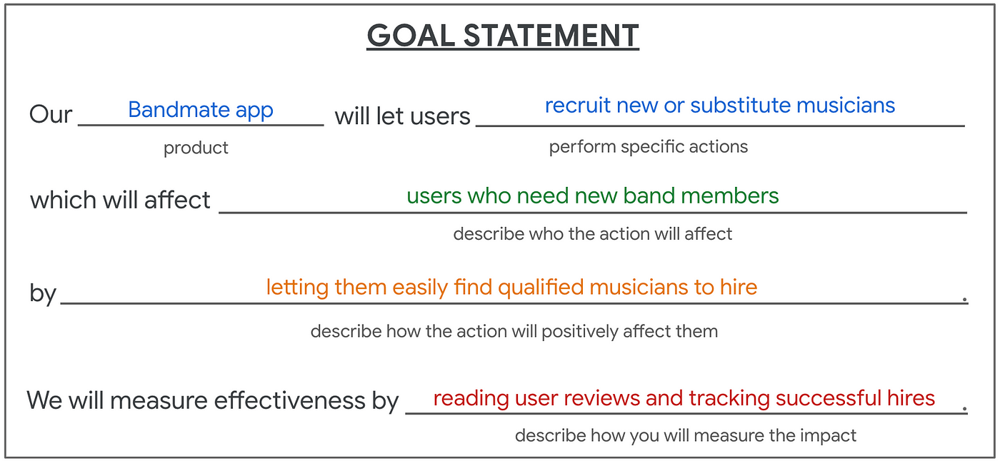 GOAL STATEMENT
Our Bandmate app will let users recruit new or substitute musicians
product perform specific actions
which will affect users who need new band members
describe who the action will affect
by letting them easily find qualified musicians to hire.
describe how the action will positively affect them
We will measure effectiveness by reading user reviews and tracking successful hires.
describe how you will measure the impact